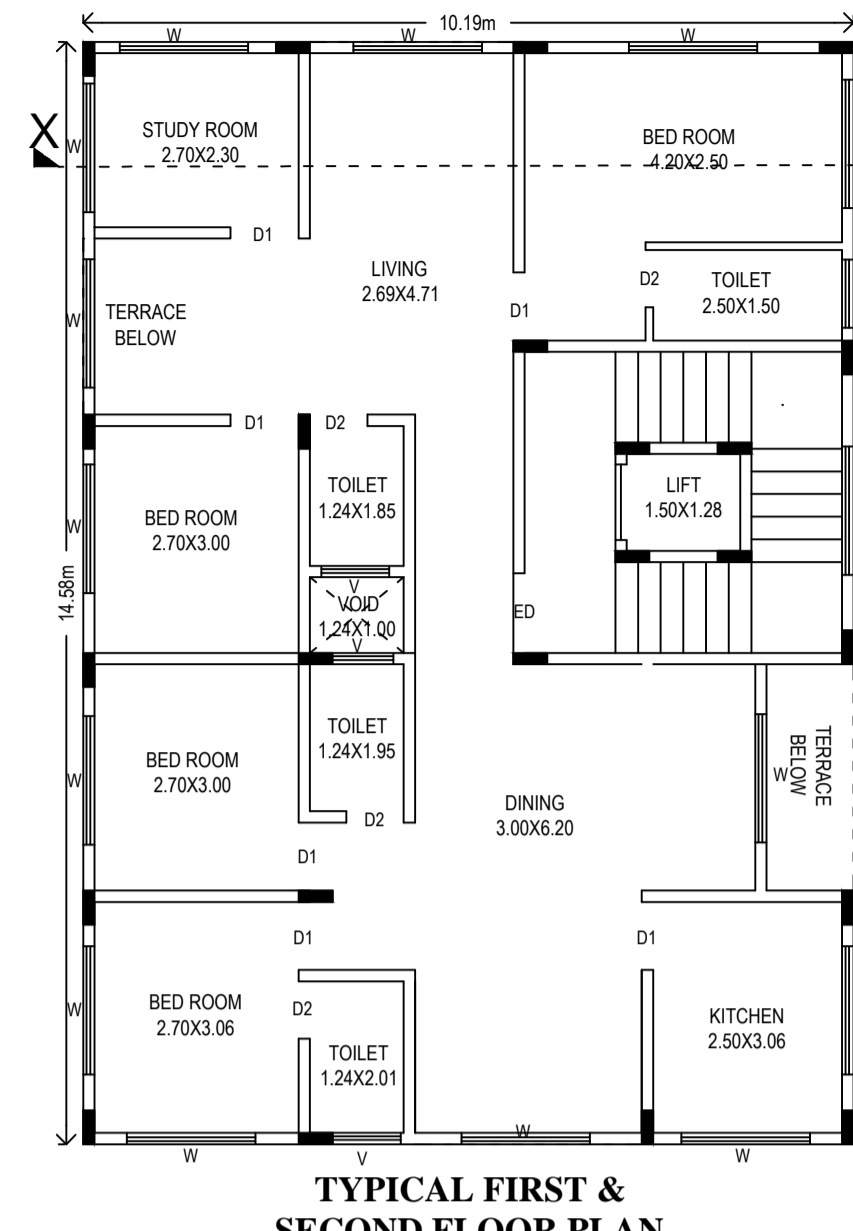 10.19m
W
W
W
X
W
STUDY ROOM
2.70X2.30
BED ROOM
4.20X2.50
D1
LIVING
2.69X4.71
D2
TOILET
2.50X1.50
W
TERRACE
BELOW
D1
D1
D2
TOILET
1.24X1.85
LIFT
1.50X1.28
W
BED ROOM
2.70X3.00
14.58m
V
VOID
1.24X1.00
V
ED
TOILET
1.24X1.95
W
BED ROOM
2.70X3.00
D2
DINING
3.00X6.20
W
TERRACE
BELOW
D1
D1
D1
W
BED ROOM
2.70X3.06
D2
KITCHEN
2.50X3.06
TOILET
1.24X2.01
W
W
V
W
TYPICAL FIRST &
SECOND FLOOR PLAN